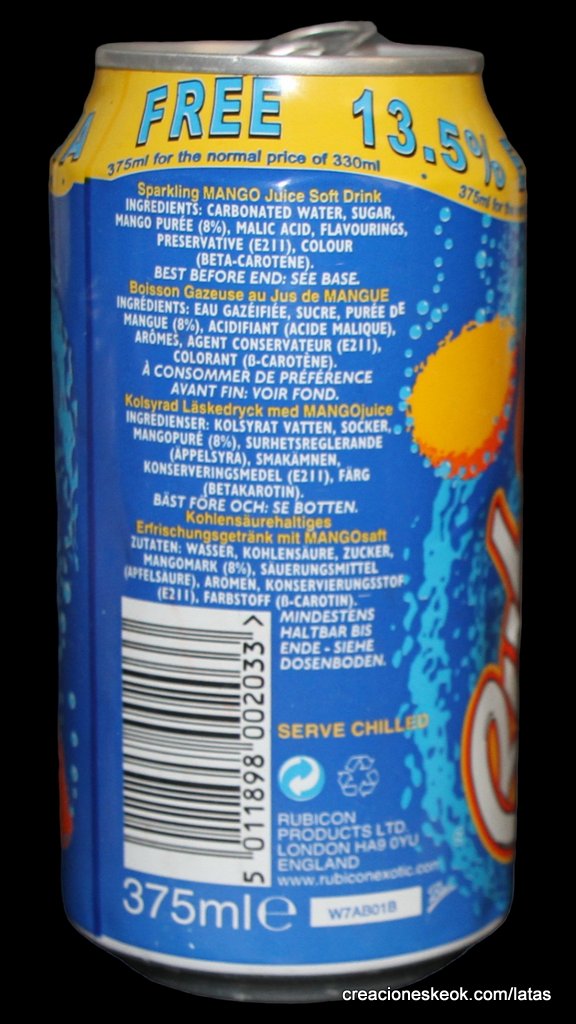 FREE 13.5%
375ml for the normal price of 330ml
375ml for the
Sparkling MANGO Juice Soft Drink
INGREDIENTS: CARBONATED WATER, SUGAR,
MANGO PURÉE (8%), MALIC ACID, FLAVOURINGS,
PRESERVATIVE (E211), COLOUR
(BETA-CAROTENE).
BEST BEFORE END: SEE BASE.
Boisson Gazeuse au Jus de MANGUE
INGRÉDIENTS: EAU GAZÉIFIÉE, SUCRE, PURÉE DE
MANGUE (8%), ACIDIFIANT (ACIDE MALIQUE),
ARÔMES, AGENT CONSERVATEUR (E211),
COLORANT (β-CAROTÈNE).
À CONSOMMER DE PRÉFÉRENCE
AVANT FIN: VOIR FOND.
Kolsyrad Läskedryck med MANGOjuice
INGREDIENSER: KOLSYRAT VATTEN, SOCKER,
MANGOPURÉ (8%), SURHETSREGLERANDE
(ÄPPELSYRA), SMAKÄMNEN,
KONSERVERINGSMEDEL (E211), FÄRG
(BETAKAROTIN).
BÄST FÖRE OCH: SE BOTTEN.
Kohlensäurehaltiges
Erfrischungsgetränk mit MANGOsaft
ZUTATEN: WASSER, KOHLENSÄURE, ZUCKER,
MANGOMARK (8%), SÄUERUNGSMITTEL
(APFELSÄURE), AROMEN, KONSERVIERUNGSSTOF
(E211), FARBSTOFF (β-CAROTIN).
MINDESTENS
HALTBAR BIS
ENDE - SIEHE
DOSENBODEN.
5 011898 002033 >
SERVE CHILLED
RUBICON
PRODUCTS LTD.
LONDON HA9 0YU
ENGLAND
www.rubiconexotic.com
375ml e
W7AB01B
creacioneskeok.com/latas